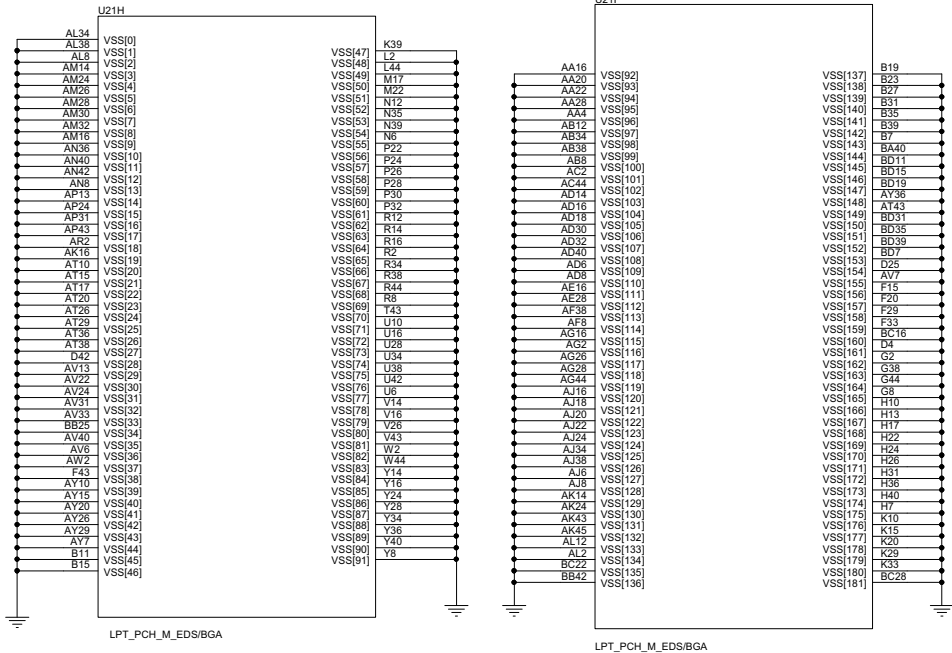 U21H
AL34 VSS[0]
AL38 VSS[1]
AL8 VSS[2]
AM14 VSS[3]
AM24 VSS[4]
AM26 VSS[5]
AM28 VSS[6]
AM30 VSS[7]
AM32 VSS[8]
AM16 VSS[9]
AN36 VSS[10]
AN40 VSS[11]
AN42 VSS[12]
AN8 VSS[13]
AP13 VSS[14]
AP24 VSS[15]
AP31 VSS[16]
AP43 VSS[17]
AR2 VSS[18]
AK16 VSS[19]
AT10 VSS[20]
AT15 VSS[21]
AT17 VSS[22]
AT20 VSS[23]
AT26 VSS[24]
AT29 VSS[25]
AT36 VSS[26]
AT38 VSS[27]
D42 VSS[28]
AV13 VSS[29]
AV22 VSS[30]
AV24 VSS[31]
AV31 VSS[32]
AV33 VSS[33]
BB25 VSS[34]
AV40 VSS[35]
AV6 VSS[36]
AW2 VSS[37]
F43 VSS[38]
AY10 VSS[39]
AY15 VSS[40]
AY20 VSS[41]
AY26 VSS[42]
AY29 VSS[43]
AY7 VSS[44]
B11 VSS[45]
B15 VSS[46]
VSS[47] K39
VSS[48] L2
VSS[49] L44
VSS[50] M17
VSS[51] M22
VSS[52] N12
VSS[53] N35
VSS[54] N39
VSS[55] N6
VSS[56] P22
VSS[57] P24
VSS[58] P26
VSS[59] P28
VSS[60] P30
VSS[61] P32
VSS[62] R12
VSS[63] R14
VSS[64] R16
VSS[65] R2
VSS[66] R34
VSS[67] R38
VSS[68] R44
VSS[69] R8
VSS[70] T43
VSS[71] U10
VSS[72] U16
VSS[73] U28
VSS[74] U34
VSS[75] U38
VSS[76] U42
VSS[77] U6
VSS[78] V14
VSS[79] V16
VSS[80] V26
VSS[81] V43
VSS[82] W2
VSS[83] W44
VSS[84] Y14
VSS[85] Y16
VSS[86] Y24
VSS[87] Y28
VSS[88] Y34
VSS[89] Y36
VSS[90] Y40
VSS[91] Y8
LPT_PCH_M_EDS/BGA
AA16 VSS[92]
AA20 VSS[93]
AA22 VSS[94]
AA28 VSS[95]
AA4 VSS[96]
AB12 VSS[97]
AB34 VSS[98]
AB38 VSS[99]
AB8 VSS[100]
AC2 VSS[101]
AC44 VSS[102]
AD14 VSS[103]
AD16 VSS[104]
AD18 VSS[105]
AD30 VSS[106]
AD32 VSS[107]
AD40 VSS[108]
AD6 VSS[109]
AD8 VSS[110]
AE16 VSS[111]
AE28 VSS[112]
AF38 VSS[113]
AF8 VSS[114]
AG16 VSS[115]
AG2 VSS[116]
AG26 VSS[117]
AG28 VSS[118]
AG44 VSS[119]
AJ16 VSS[120]
AJ18 VSS[121]
AJ20 VSS[122]
AJ22 VSS[123]
AJ24 VSS[124]
AJ34 VSS[125]
AJ38 VSS[126]
AJ6 VSS[127]
AJ8 VSS[128]
AK14 VSS[129]
AK24 VSS[130]
AK43 VSS[131]
AK45 VSS[132]
AL12 VSS[133]
AL2 VSS[134]
BC22 VSS[135]
BB42 VSS[136]
VSS[137] B19
VSS[138] B23
VSS[139] B27
VSS[140] B31
VSS[141] B35
VSS[142] B39
VSS[143] B7
VSS[144] BA40
VSS[145] BD11
VSS[146] BD15
VSS[147] BD19
VSS[148] AY36
VSS[149] AT43
VSS[150] BD31
VSS[151] BD35
VSS[152] BD39
VSS[153] BD7
VSS[154] D25
VSS[155] AV7
VSS[156] F15
VSS[157] F20
VSS[158] F29
VSS[159] F33
VSS[160] BC16
VSS[161] D4
VSS[162] G2
VSS[163] G38
VSS[164] G44
VSS[165] G8
VSS[166] H10
VSS[167] H13
VSS[168] H17
VSS[169] H22
VSS[170] H24
VSS[171] H26
VSS[172] H31
VSS[173] H36
VSS[174] H40
VSS[175] H7
VSS[176] K10
VSS[177] K15
VSS[178] K20
VSS[179] K29
VSS[180] K33
VSS[181] BC28
LPT_PCH_M_EDS/BGA